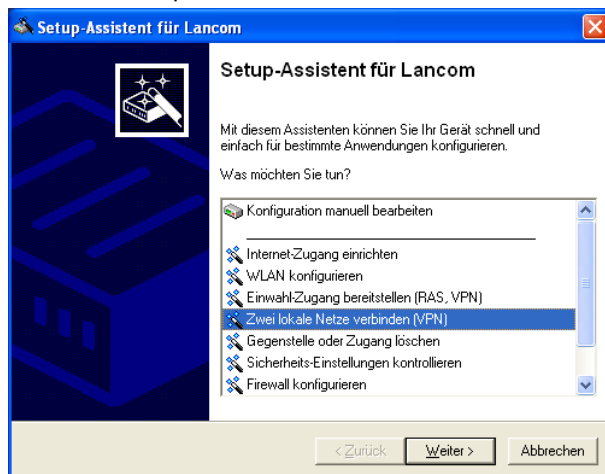 Setup-Assistent für Lancom
Setup-Assistent für Lancom
Mit diesem Assistenten können Sie Ihr Gerät schnell und
einfach für bestimmte Anwendungen konfigurieren.
Was möchten Sie tun?
Konfiguration manuell bearbeiten
Internet-Zugang einrichten
WLAN konfigurieren
Einwahl-Zugang bereitstellen (RAS, VPN)
Zwei lokale Netze verbinden (VPN)
Gegenstelle oder Zugang löschen
Sicherheits-Einstellungen kontrollieren
Firewall konfigurieren
< Zurück Weiter > Abbrechen